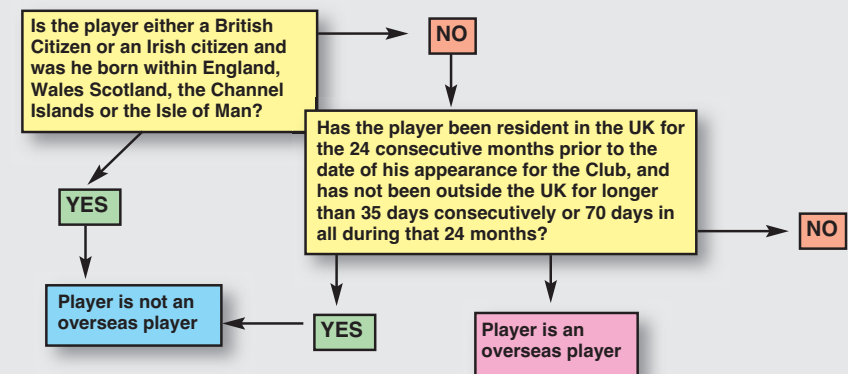 Is the player either a British
Citizen or an Irish citizen and
was he born within England,
Wales Scotland, the Channel
Islands or the Isle of Man?
NO
Has the player been resident in the UK for
the 24 consecutive months prior to the
date of his appearance for the Club, and
has not been outside the UK for longer
than 35 days consecutively or 70 days in
all during that 24 months?
YES
NO
Player is not an
overseas player
YES
Player is an
overseas player